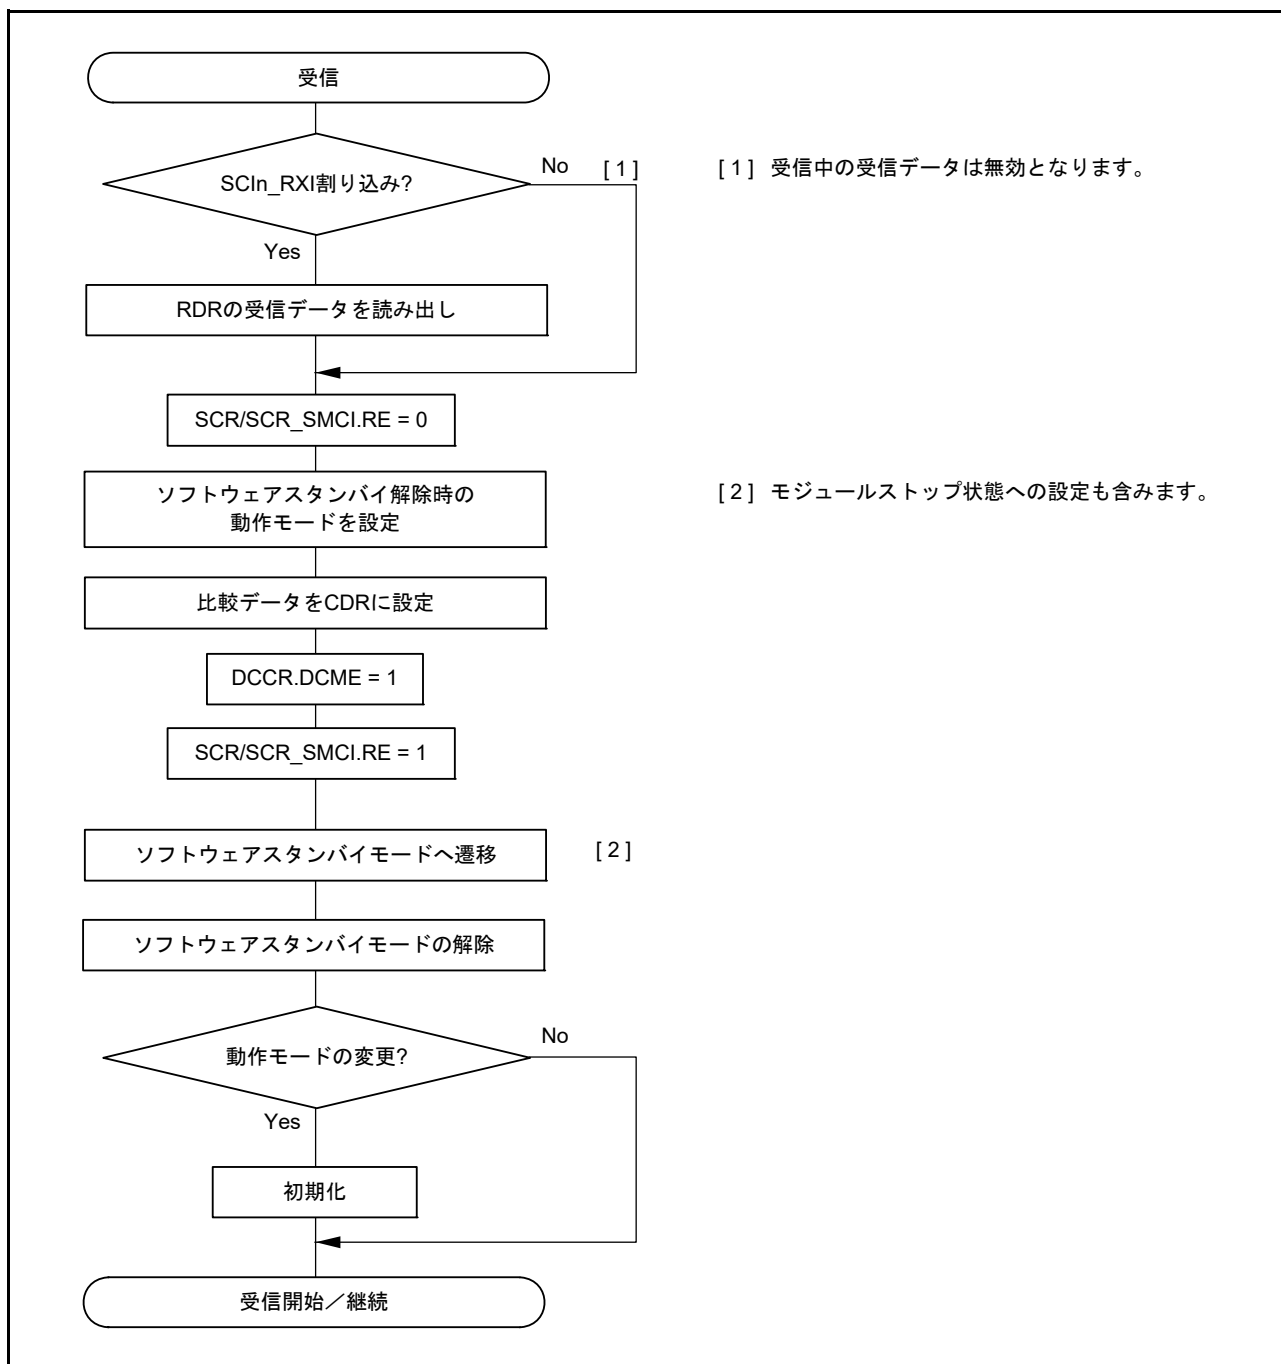 受信
SCIn_RXI割り込み?
No
[ 1 ]
[ 1 ] 受信中の受信データは無効となります。
Yes
RDRの受信データを読み出し
SCR/SCR_SMCI.RE = 0
ソフトウェアスタンバイ解除時の
動作モードを設定
[ 2 ] モジュールストップ状態への設定も含みます。
比較データをCDRに設定
DCCR.DCME = 1
SCR/SCR_SMCI.RE = 1
ソフトウェアスタンバイモードへ遷移
[ 2 ]
ソフトウェアスタンバイモードの解除
動作モードの変更?
No
Yes
初期化
受信開始／継続